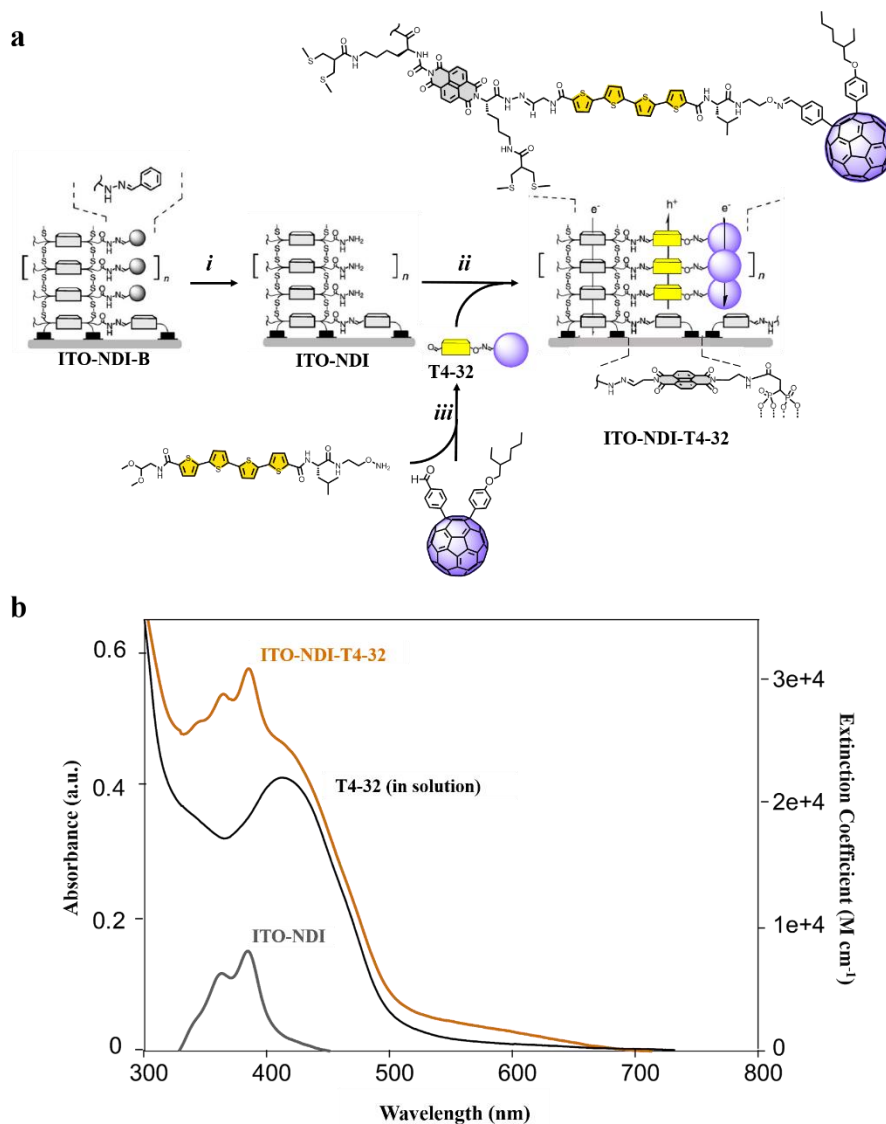 a
i
ii
n
n
n
e-
h+
e-
ITO-NDI-B
ITO-NDI
T4-32
iii
ITO-NDI-T4-32
b
ITO-NDI-T4-32
T4-32 (in solution)
ITO-NDI
Absorbance (a.u.)
0.6
0.4
0.2
0
Extinction Coefficient (M cm⁻¹)
3e+4
2e+4
1e+4
0
300
400
500
600
700
800
Wavelength (nm)